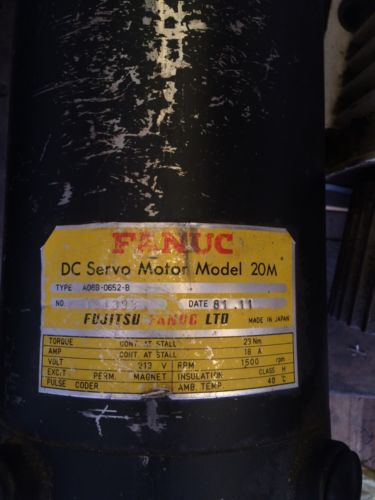 FANUC
DC Servo Motor Model 20M
TYPE A06B-0652-B
NO. DATE 81.11
FUJITSU FANUC LTD MADE IN JAPAN
TORQUE CONT. AT STALL 23 Nm
AMP CONT. AT STALL 18 A
VOLT 213 V RPM 1500 rpm
EXCIT PERM. MAGNET INSULATION CLASS H
PULSE CODER AMB. TEMP. 40 °C